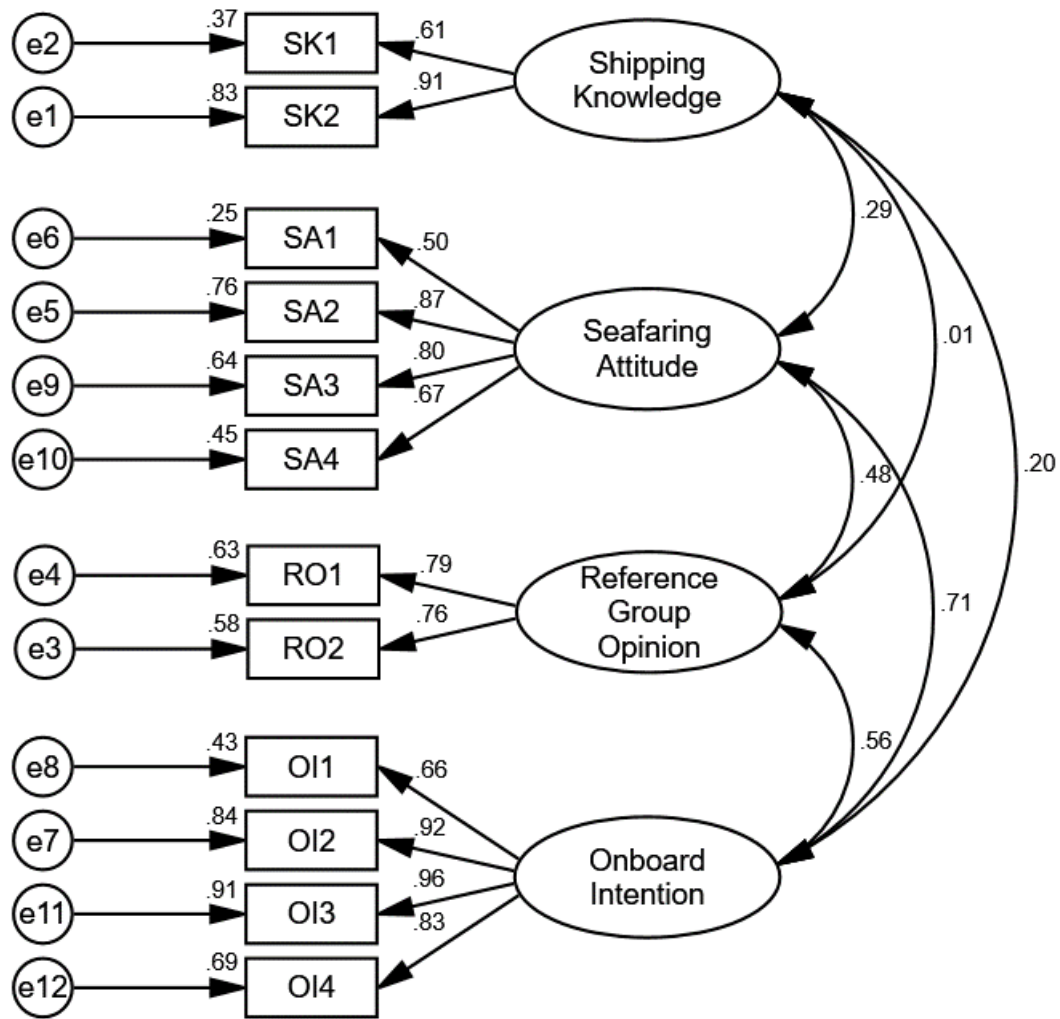 e2
.37
SK1
.61
Shipping
Knowledge
e1
.83
SK2
.91
.29
.01
.20
e6
.25
SA1
.50
e5
.76
SA2
.87
Seafaring
Attitude
e9
.64
SA3
.80
e10
.45
SA4
.67
.48
.71
e4
.63
RO1
.79
Reference
Group
Opinion
e3
.58
RO2
.76
.56
e8
.43
OI1
.66
e7
.84
OI2
.92
Onboard
Intention
e11
.91
OI3
.96
e12
.69
OI4
.83